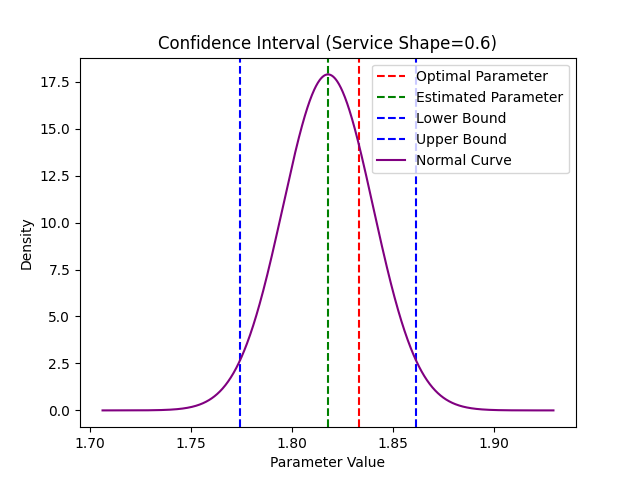 Confidence Interval (Service Shape=0.6)
Optimal Parameter
Estimated Parameter
Lower Bound
Upper Bound
Normal Curve
Density
17.5
15.0
12.5
10.0
7.5
5.0
2.5
0.0
1.70
1.75
1.80
1.85
1.90
Parameter Value